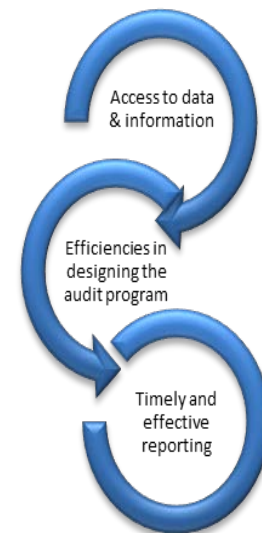 Access to data
& information
Efficiencies in
designing the
audit program
Timely and
effective
reporting